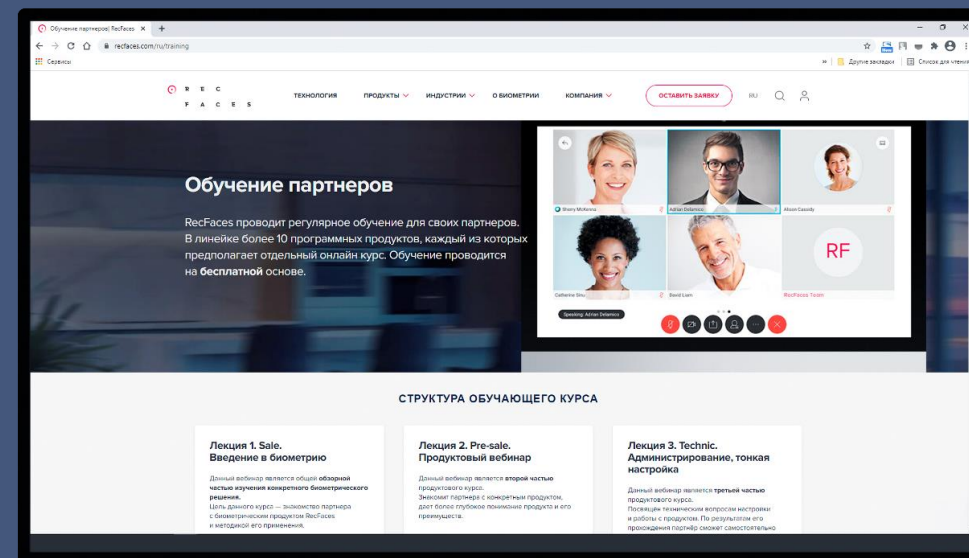 Обучение партнеров| RecFaces
recfaces.com/ru/training
Сервисы
Другие закладки
Список для чтения
REC
FACES
ТЕХНОЛОГИЯ
ПРОДУКТЫ
ИНДУСТРИИ
О БИОМЕТРИИ
КОМПАНИЯ
ОСТАВИТЬ ЗАЯВКУ
RU
Обучение партнеров
RecFaces проводит регулярное обучение для своих партнеров.
В линейке более 10 программных продуктов, каждый из которых
предполагает отдельный онлайн курс. Обучение проводится
на бесплатной основе.
Sherry McKenna
Adrian Delamico
Alison Cassidy
RF
Catherine Sinu
David Liam
RecFaces Team
Speaking: Adrian Delamico
СТРУКТУРА ОБУЧАЮЩЕГО КУРСА
Лекция 1. Sale.
Введение в биометрию
Данный вебинар является общей обзорной
частью изучения конкретного биометрического
решения.
Цель данного курса — знакомство партнера
с биометрическим продуктом RecFaces
и методикой его применения.
Лекция 2. Pre-sale.
Продуктовый вебинар
Данный вебинар является второй частью
продуктового курса.
Знакомит партнера с конкретным продуктом,
дает более глубокое понимание продукта и его
преимуществ.
Лекция 3. Technic.
Администрирование, тонкая
настройка
Данный вебинар является третьей частью
продуктового курса.
Посвящен техническим вопросам настройки
и работы с продуктом. По результатам его
прохождения партнёр сможет самостоятельно